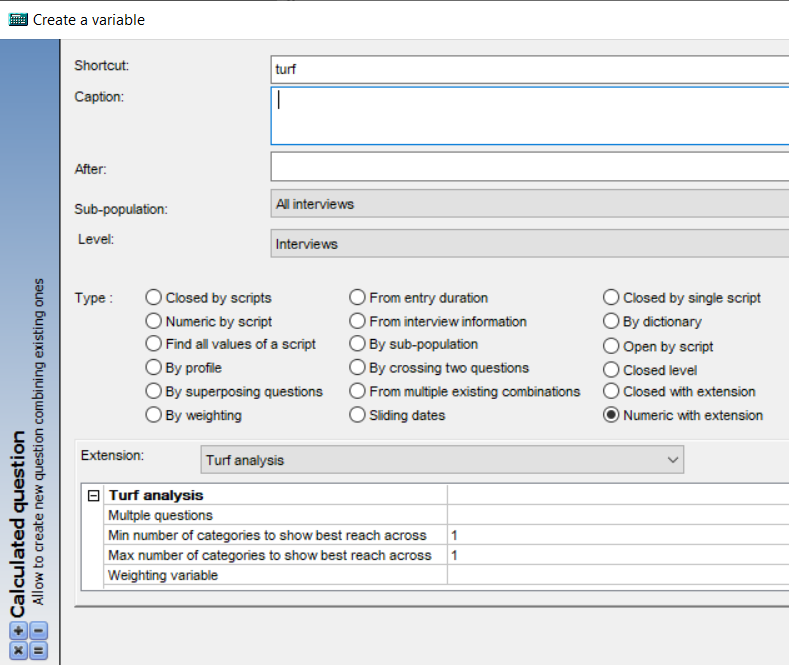 Create a variable
Shortcut:
turf
Caption:
After:
Sub-population:
All interviews
Level:
Interviews
Type :
Closed by scripts
From entry duration
Closed by single script
Numeric by script
From interview information
By dictionary
Find all values of a script
By sub-population
Open by script
By profile
By crossing two questions
Closed level
By superposing questions
From multiple existing combinations
Closed with extension
By weighting
Sliding dates
Numeric with extension
Extension:
Turf analysis
Turf analysis
Multple questions
Min number of categories to show best reach across 1
Max number of categories to show best reach across 1
Weighting variable
Calculated question
Allow to create new question combining existing ones